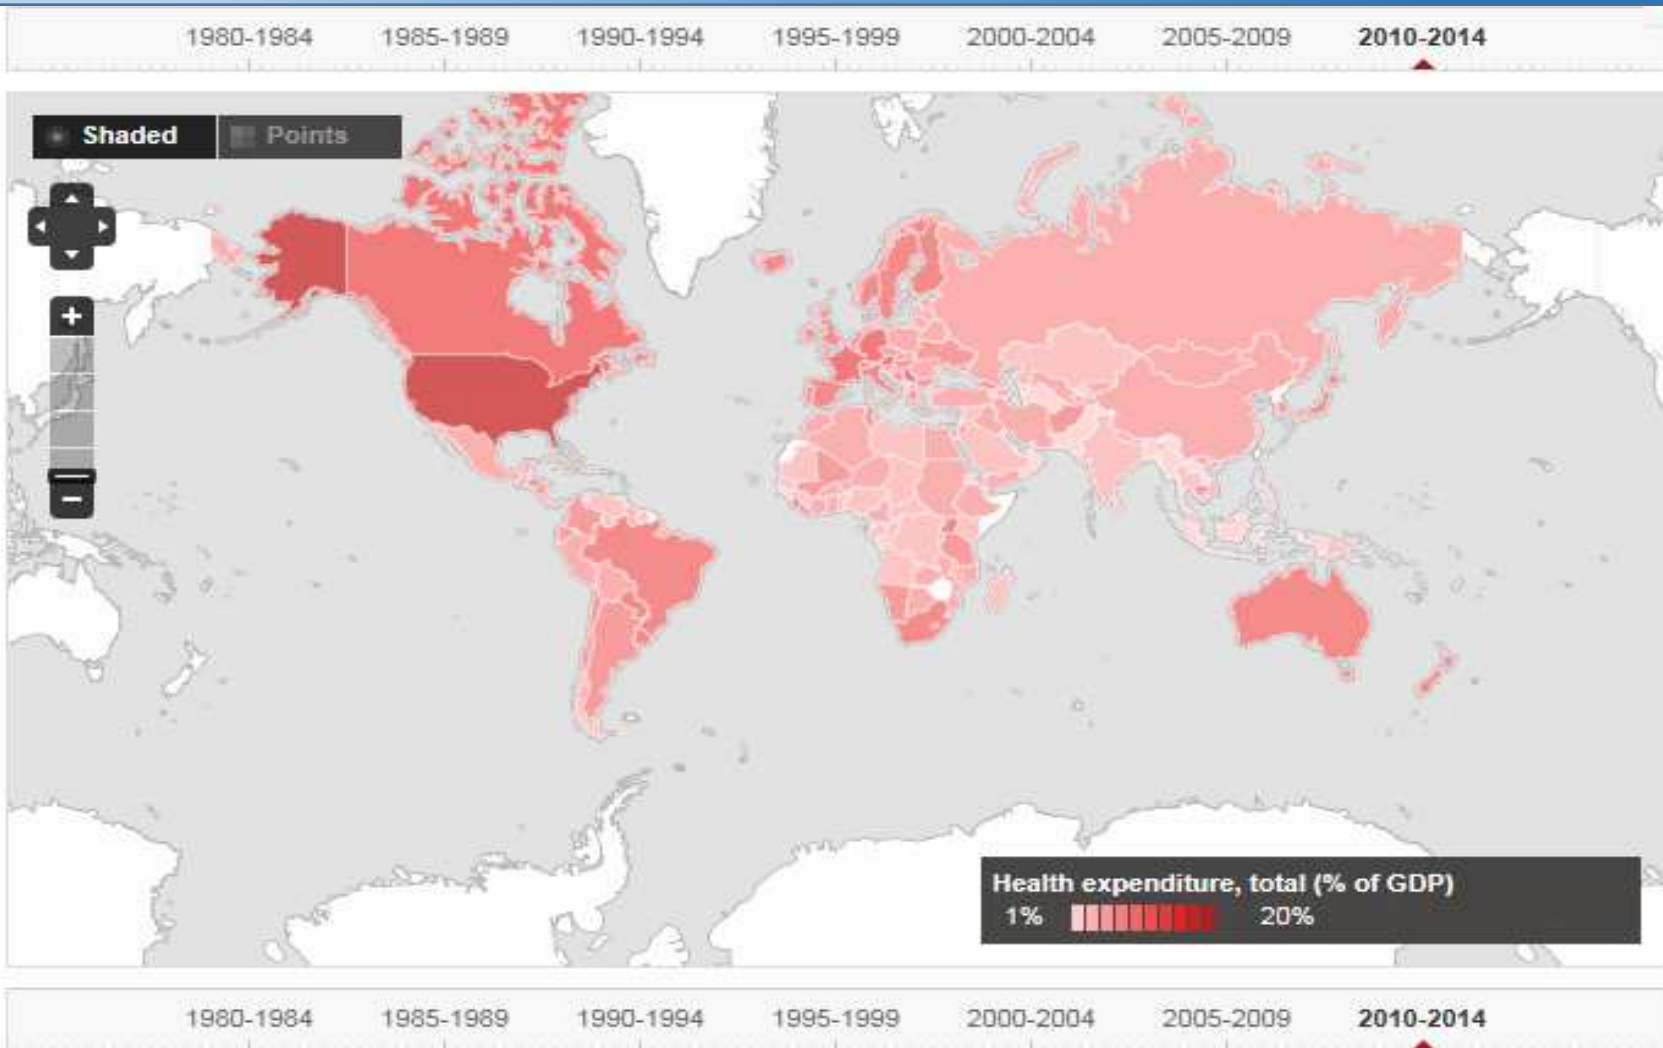 1980-1984 1985-1989 1990-1994 1995-1999 2000-2004 2005-2009 2010-2014
Shaded Points
+
−
Health expenditure, total (% of GDP)
1% 20%
1980-1984 1985-1989 1990-1994 1995-1999 2000-2004 2005-2009 2010-2014